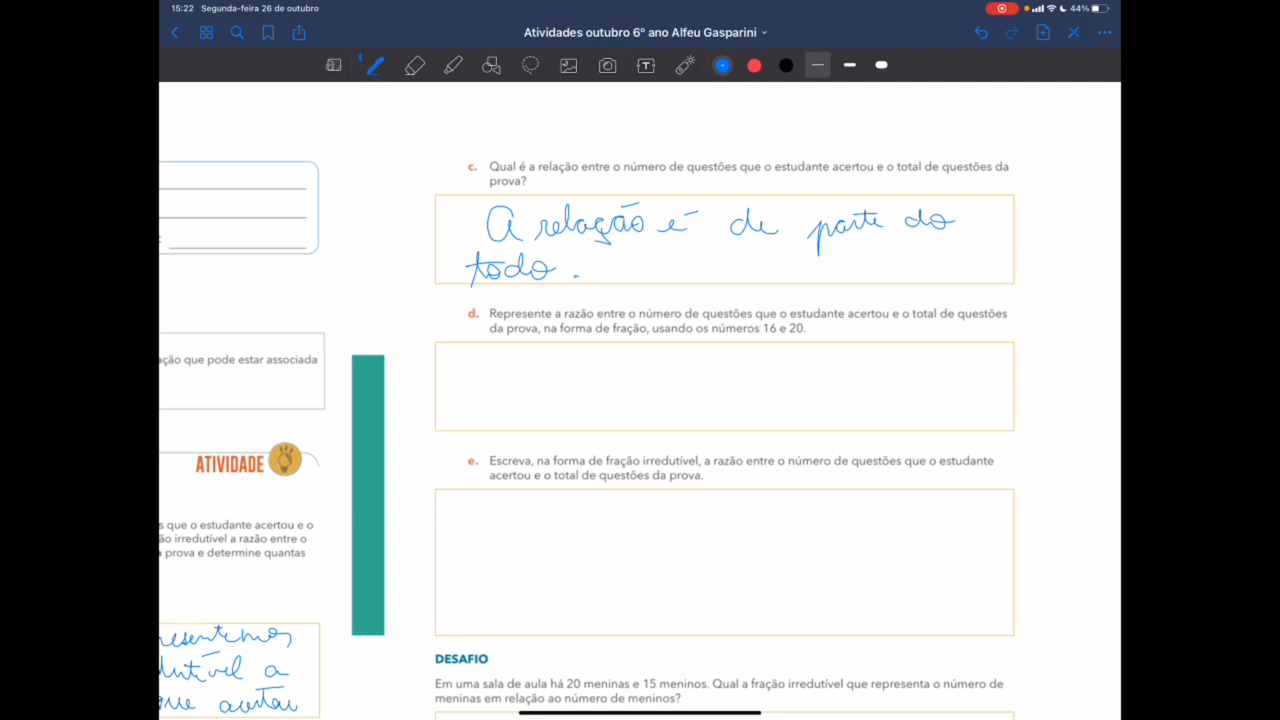 15:22 Segunda-feira 26 de outubro
44%
Atividades outubro 6º ano Alfeu Gasparini
c. Qual é a relação entre o número de questões que o estudante acertou e o total de questões da
prova?
A relação é de parte do
todo.
d. Represente a razão entre o número de questões que o estudante acertou e o total de questões
da prova, na forma de fração, usando os números 16 e 20.
ação que pode estar associada
ATIVIDADE
e. Escreva, na forma de fração irredutível, a razão entre o número de questões que o estudante
acertou e o total de questões da prova.
s que o estudante acertou e o
ão irredutível a razão entre o
a prova e determine quantas
resentemos
dutível a
que acertou
DESAFIO
Em uma sala de aula há 20 meninas e 15 meninos. Qual a fração irredutível que representa o número de
meninas em relação ao número de meninos?